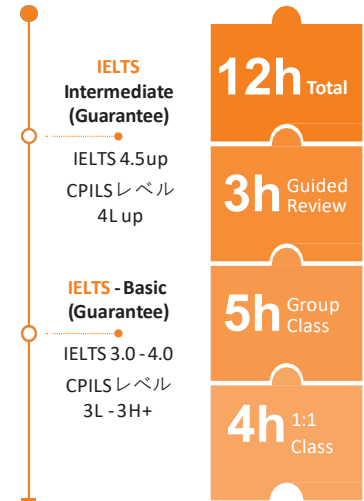 IELTS
Intermediate
(Guarantee)
IELTS 4.5up
CPILSレベル
4L up
IELTS - Basic
(Guarantee)
IELTS 3.0 - 4.0
CPILSレベル
3L - 3H+
12h Total
3h Guided
Review
5h Group
Class
4h 1:1
Class